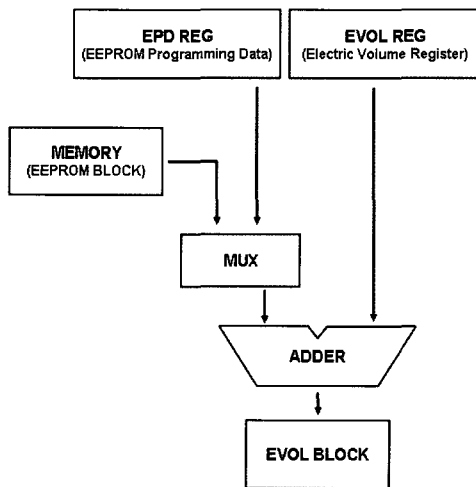 EPD REG
(EEPROM Programming Data)
EVOL REG
(Electric Volume Register)
MEMORY
(EEPROM BLOCK)
MUX
ADDER
EVOL BLOCK